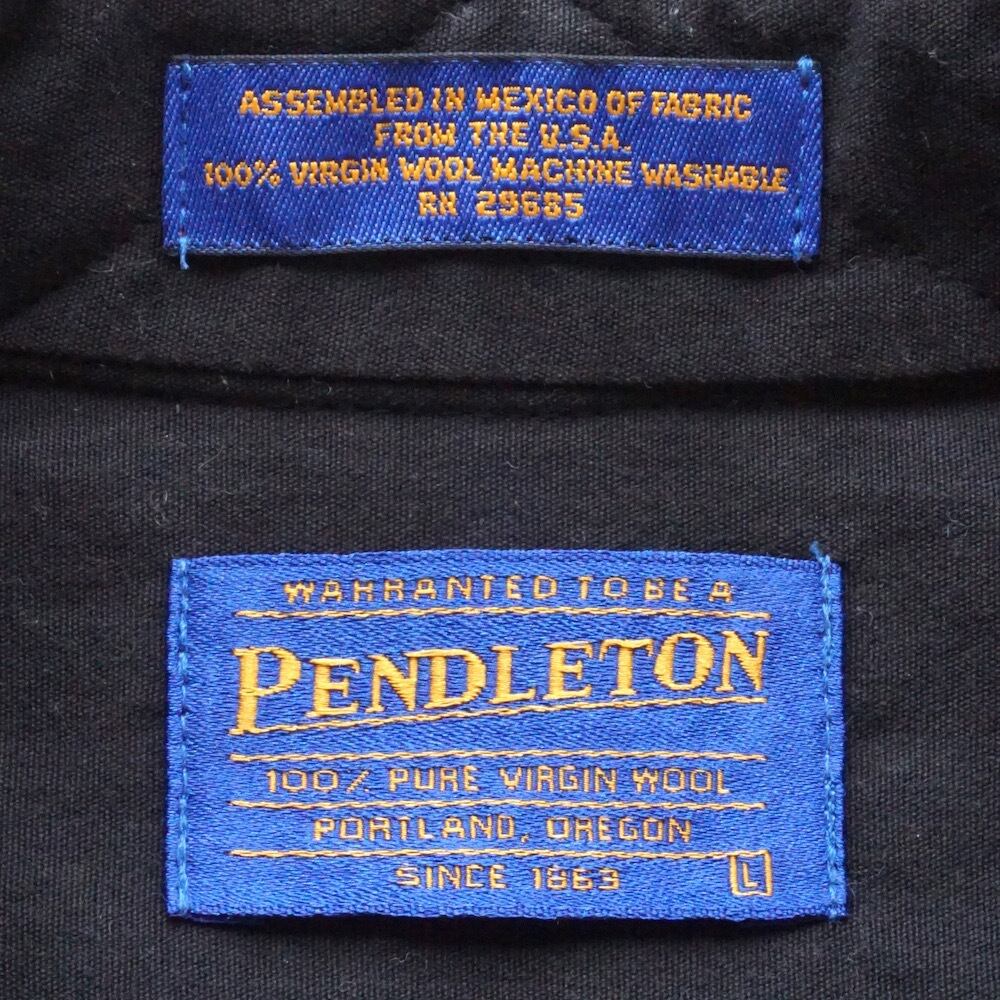 ASSEMBLED IN MEXICO OF FABRIC
FROM THE U.S.A.
100% VIRGIN WOOL MACHINE WASHABLE
RN 29685
WARRANTED TO BE A
PENDLETON
100% PURE VIRGIN WOOL
PORTLAND, OREGON
SINCE 1863
L